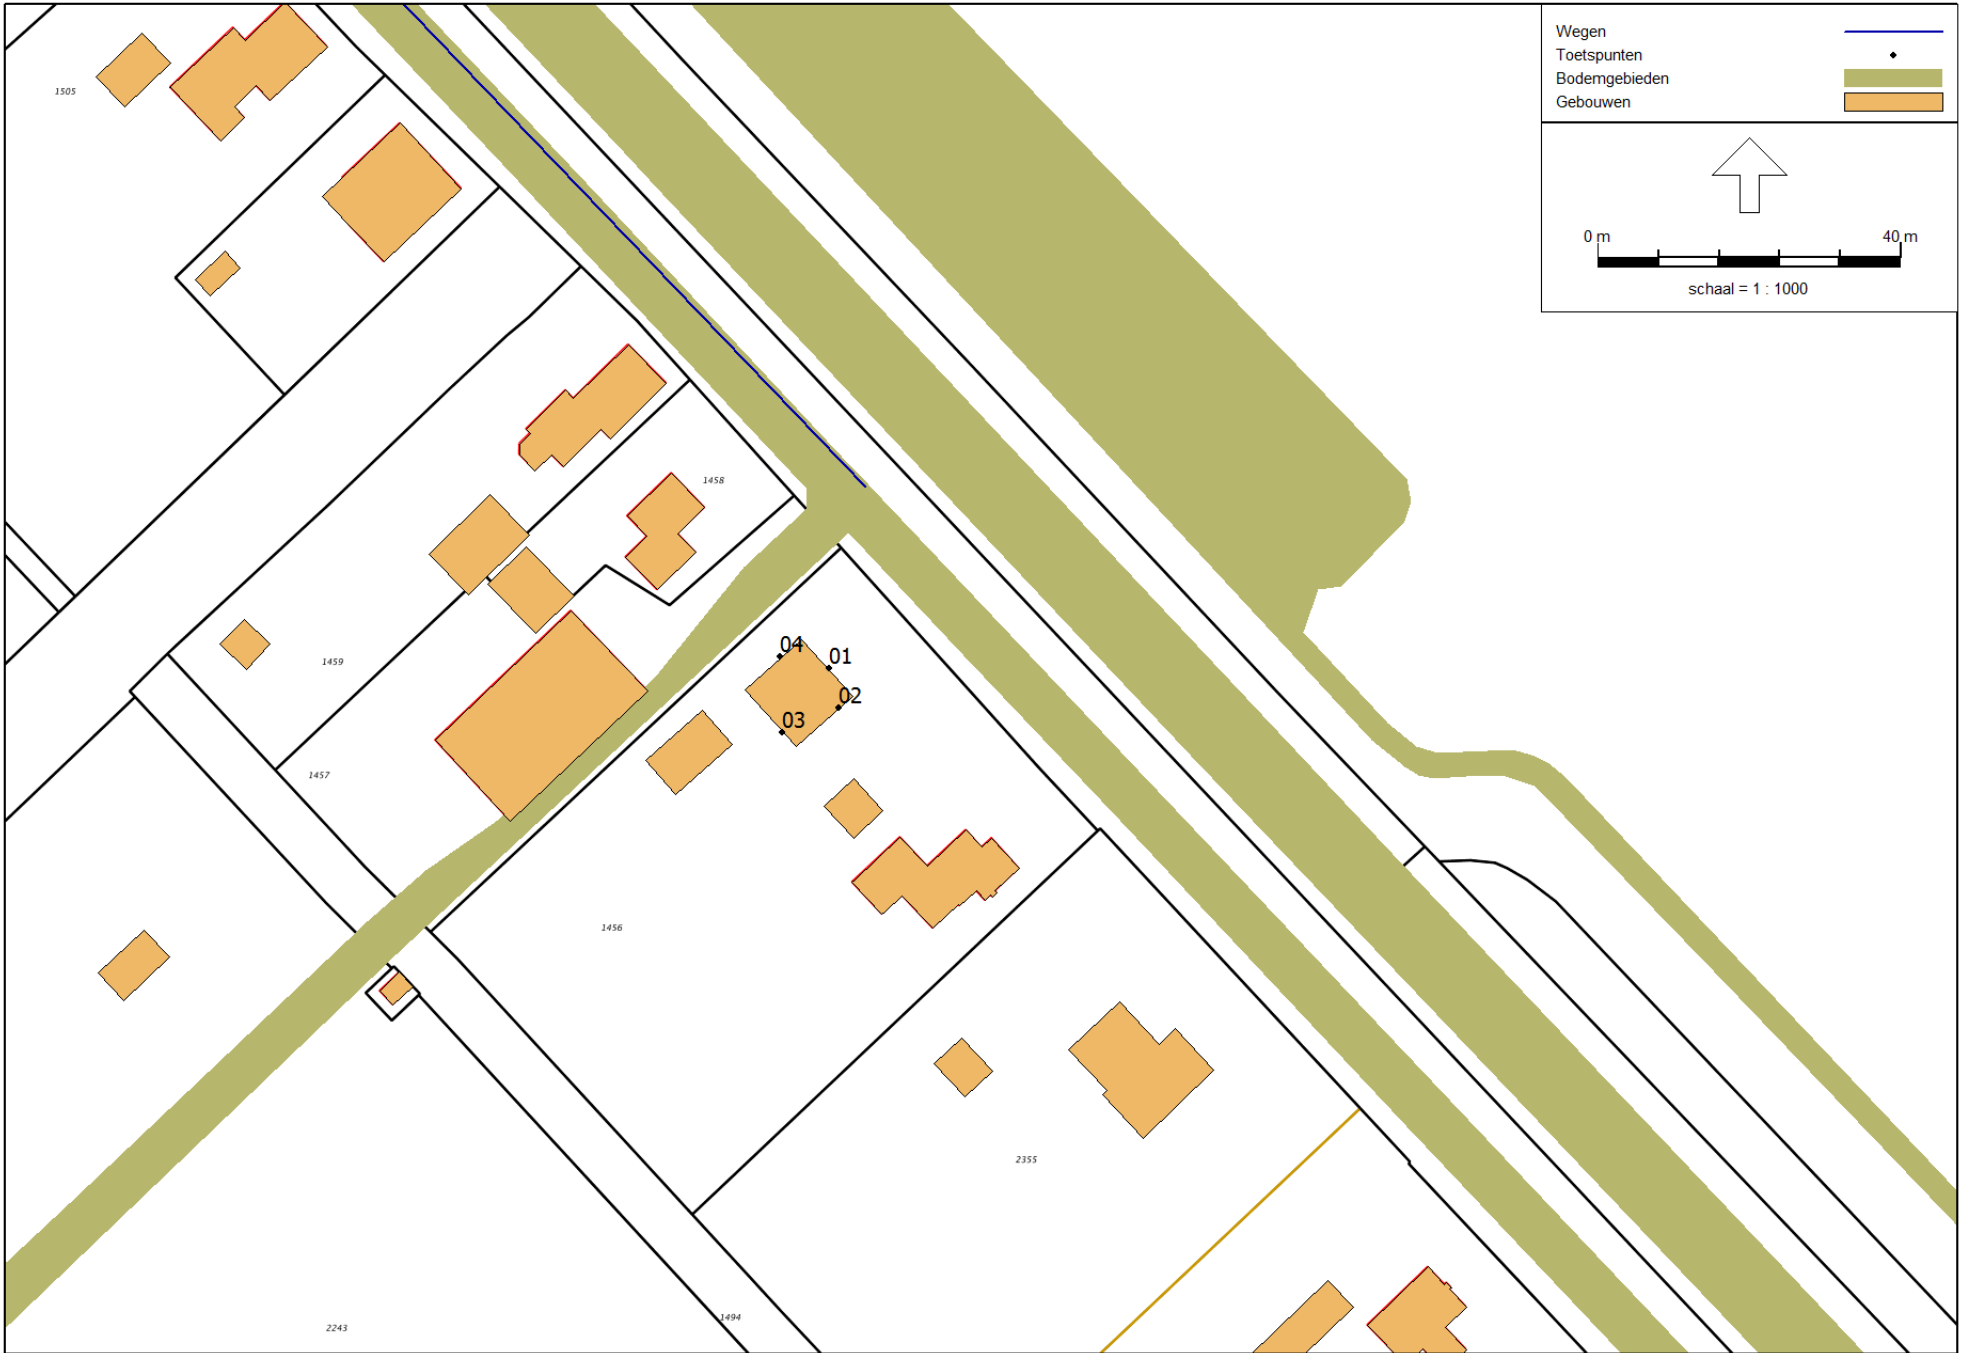 Wegen
Toetspunten
Bodemgebieden
Gebouwen
0 m 40 m
schaal = 1 : 1000
1505
1458
04
01
1459
02
03
1457
1456
2355
1494
2243